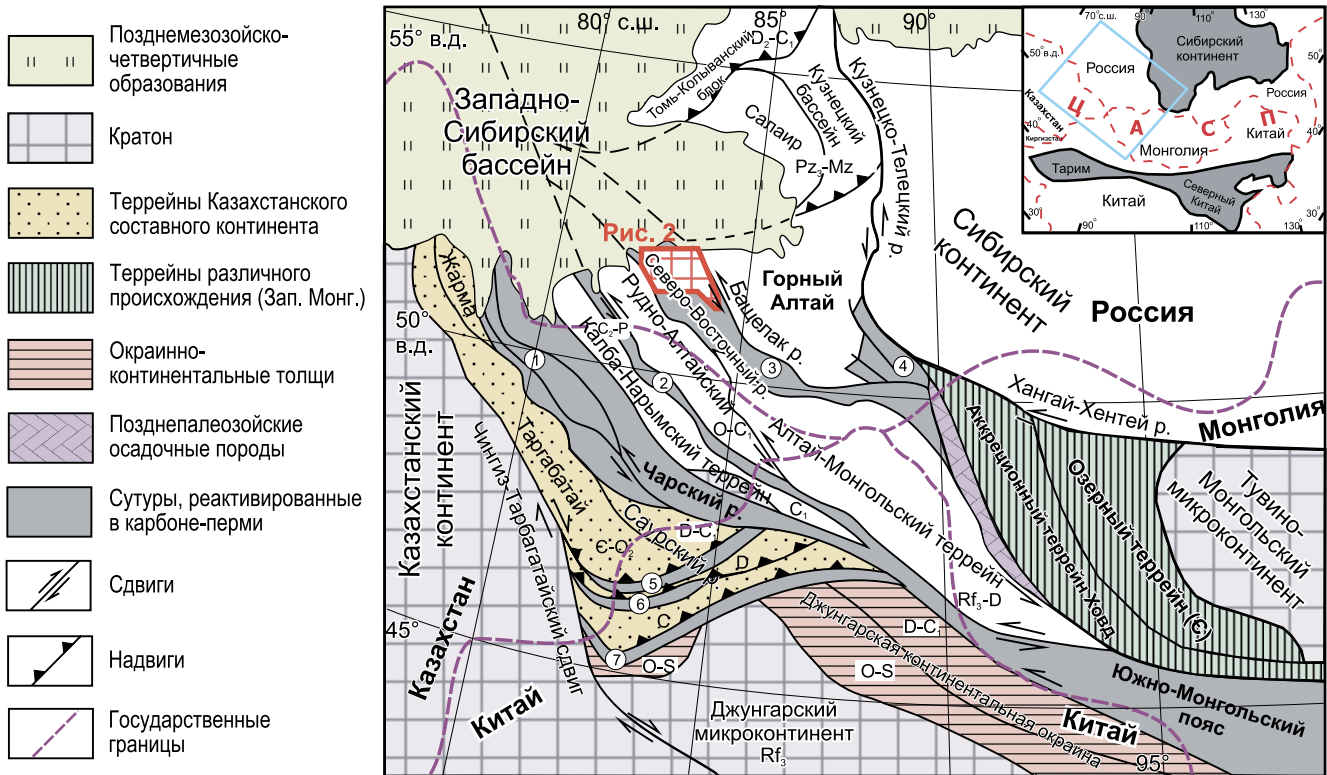 Позднемезозойско-
четвертичные
образования
Кратон
Террейны Казахстанского
составного континента
Террейны различного
происхождения (Зап. Монг.)
Окраинно-
континентальные толщи
Позднепалеозойские
осадочные породы
Сутуры, реактивированные
в карбоне-перми
Сдвиги
Надвиги
Государственные
границы
80° с.ш.
85°
90°
55° в.д.
50°
в.д.
45°
95°
Западно-
Сибирский
бассейн
Томь-Колыванский
блок
D₂-C₁
Кузнецкий
бассейн
Салаир
Pz₃-Mz
Кузнецко-Телецкий р.
Рис. 2
Горный
Алтай
Сибирский
континент
Россия
Жарма
Северо-Восточный р.
Башелак р.
Рудно-Алтайский
O-C₁
C₂-P
Калба-Нарымский террейн
C₁
1
2
3
4
5
6
7
Хангай-Хентей р.
Монголия
Казахстанский
континент
Чингиз-Тарбагатайский сдвиг
Таргабатай
Саурский р.
D-C₁
Є-O₂
D
C
O-S
Чарский р.
Алтай-Монгольский террейн
Rf₃-D
Аккреционный террейн Ховд
Озерный террейн (Є)
Тувино-
Монгольский
микроконтинент
Казахстан
Китай
Джунгарский
микроконтинент
Rf₃
Джунгарская континентальная окраина
D-C₁
O-S
Китай
Южно-Монгольский
пояс
70°с.ш.
90°
110°
130°
50°в.д.
50°
Сибирский
континент
Россия
Россия
Казахстан
40°
Киргизстан
Ц
А
С
П
40°
Китай
Монголия
Тарим
Северный
Китай
Китай
30°
30°
90°
110°
130°